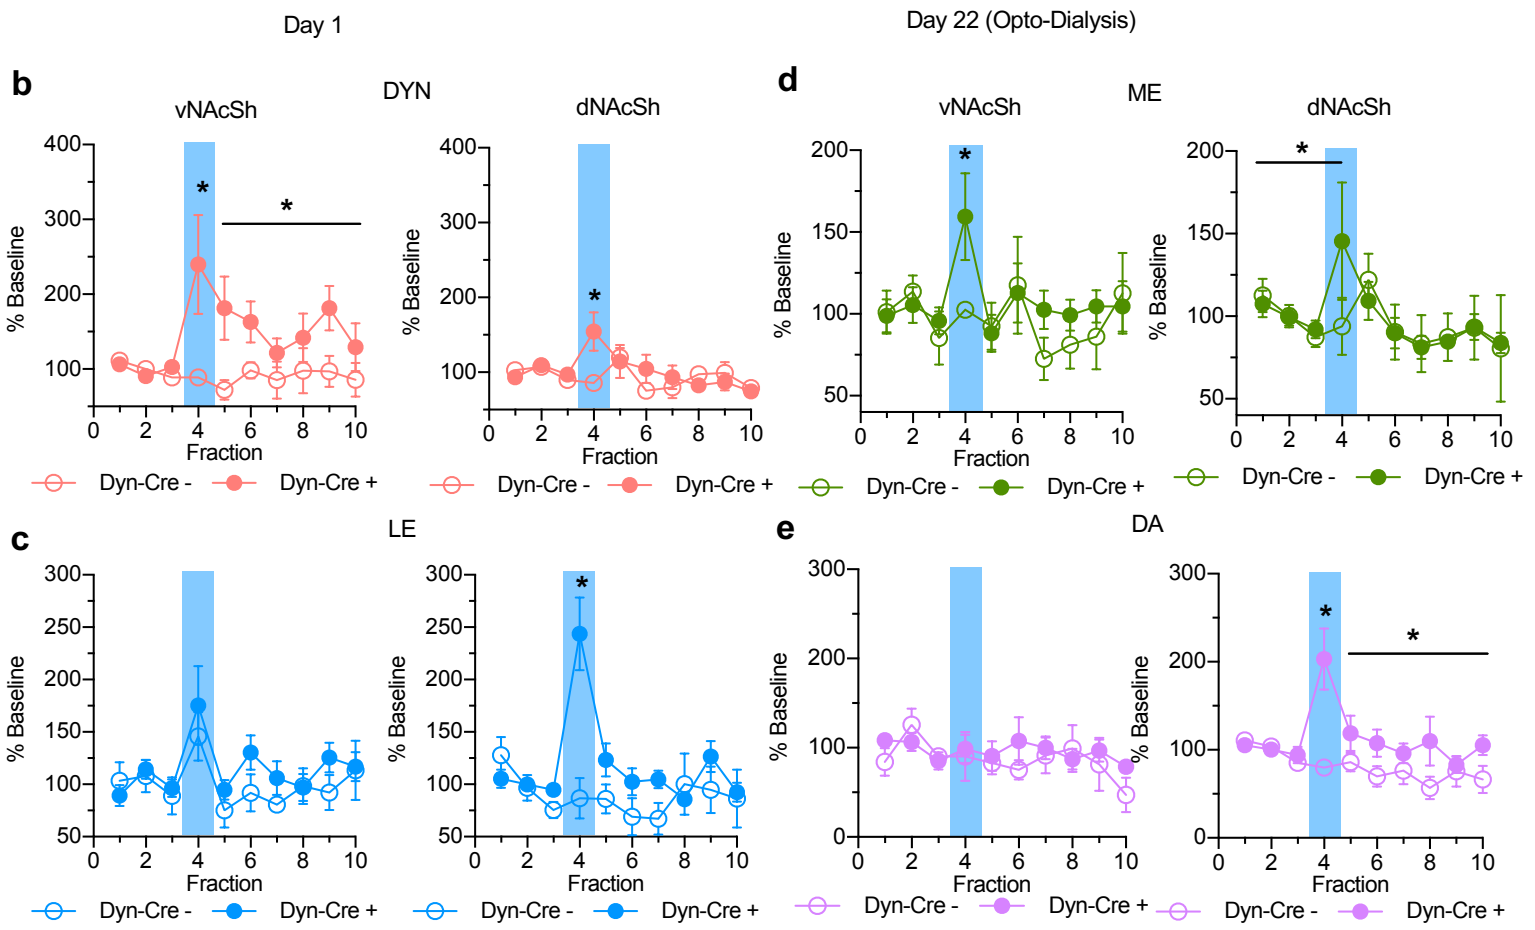 Day 1
Day 22 (Opto-Dialysis)
b
DYN
vNAcSh
dNAcSh
400
300
200
100
% Baseline
*
*
0 2 4 6 8 10
Fraction
Dyn-Cre - Dyn-Cre +
400
300
200
100
% Baseline
*
0 2 4 6 8 10
Fraction
Dyn-Cre - Dyn-Cre +
d
ME
vNAcSh
dNAcSh
200
150
100
50
% Baseline
*
0 2 4 6 8 10
Fraction
Dyn-Cre - Dyn-Cre +
200
150
100
50
% Baseline
*
0 2 4 6 8 10
Dyn-Cre - Dyn-Cre +
c
LE
300
250
200
150
100
50
% Baseline
0 2 4 6 8 10
Fraction
Dyn-Cre - Dyn-Cre +
300
250
200
150
100
50
% Baseline
*
0 2 4 6 8 10
Fraction
Dyn-Cre - Dyn-Cre +
e
DA
300
200
100
0
% Baseline
0 2 4 6 8 10
Fraction
Dyn-Cre - Dyn-Cre +
300
200
100
0
% Baseline
*
*
0 2 4 6 8 10
Fraction
Dyn-Cre - Dyn-Cre +